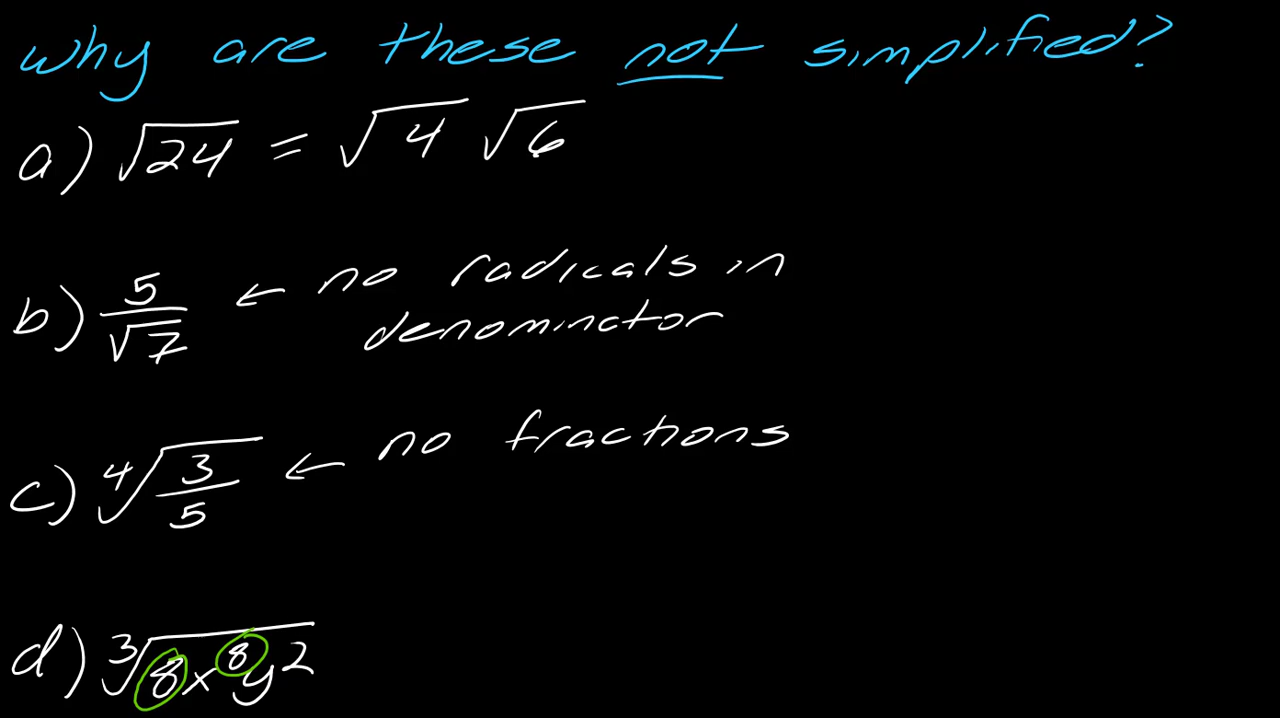 why are these not simplified?
a) √24 = √4 √6
b) 5/√7 ← no radicals in
denominator
c) ⁴√(3/5) ← no fractions
d) ³√(8x⁸y²)